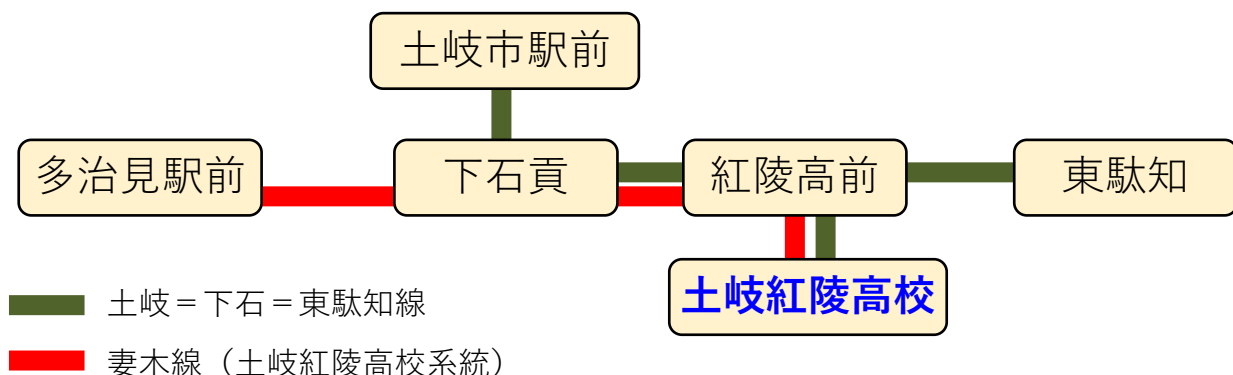 土岐市駅前
多治見駅前
下石貢
紅陵高前
東駄知
土岐紅陵高校
土岐＝下石＝東駄知線
妻木線（土岐紅陵高校系統）